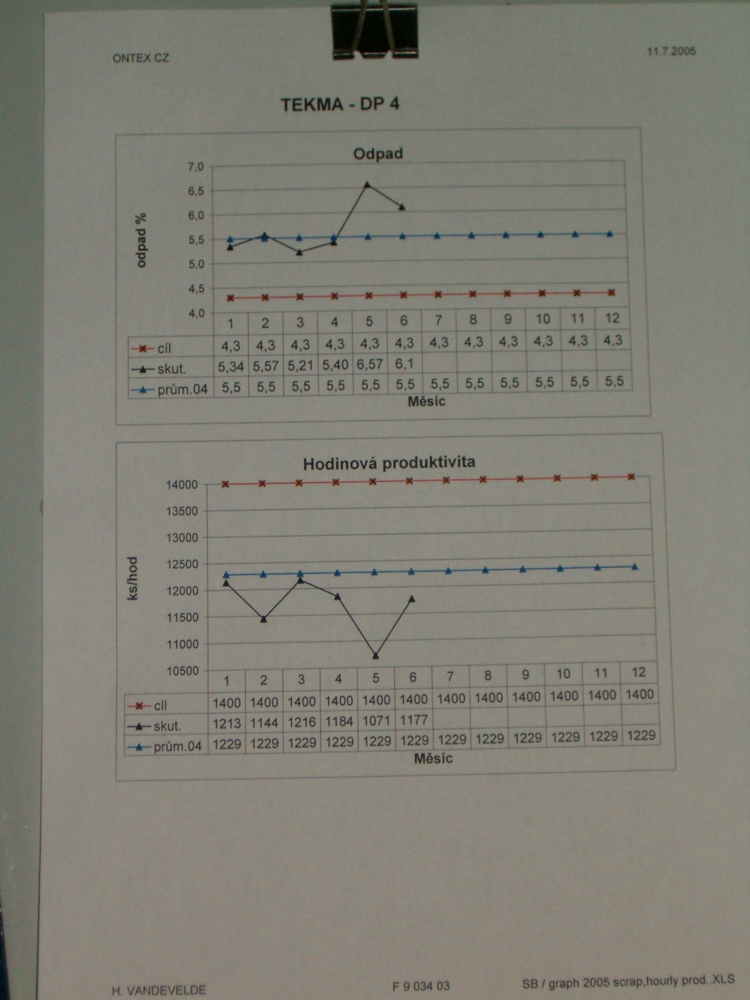 ONTEX CZ 11.7.2005
TEKMA - DP 4
Odpad
odpad %
7,0
6,5
6,0
5,5
5,0
4,5
4,0
1 2 3 4 5 6 7 8 9 10 11 12
cíl 4,3 4,3 4,3 4,3 4,3 4,3 4,3 4,3 4,3 4,3 4,3 4,3
skut. 5,34 5,57 5,21 5,40 6,57 6,1
prům.04 5,5 5,5 5,5 5,5 5,5 5,5 5,5 5,5 5,5 5,5 5,5 5,5
Měsíc
Hodinová produktivita
ks/hod
14000
13500
13000
12500
12000
11500
11000
10500
1 2 3 4 5 6 7 8 9 10 11 12
cíl 1400 1400 1400 1400 1400 1400 1400 1400 1400 1400 1400 1400
skut. 1213 1144 1216 1184 1071 1177
prům.04 1229 1229 1229 1229 1229 1229 1229 1229 1229 1229 1229 1229
Měsíc
H. VANDEVELDE F 9 034 03 SB / graph 2005 scrap,hourly prod..XLS